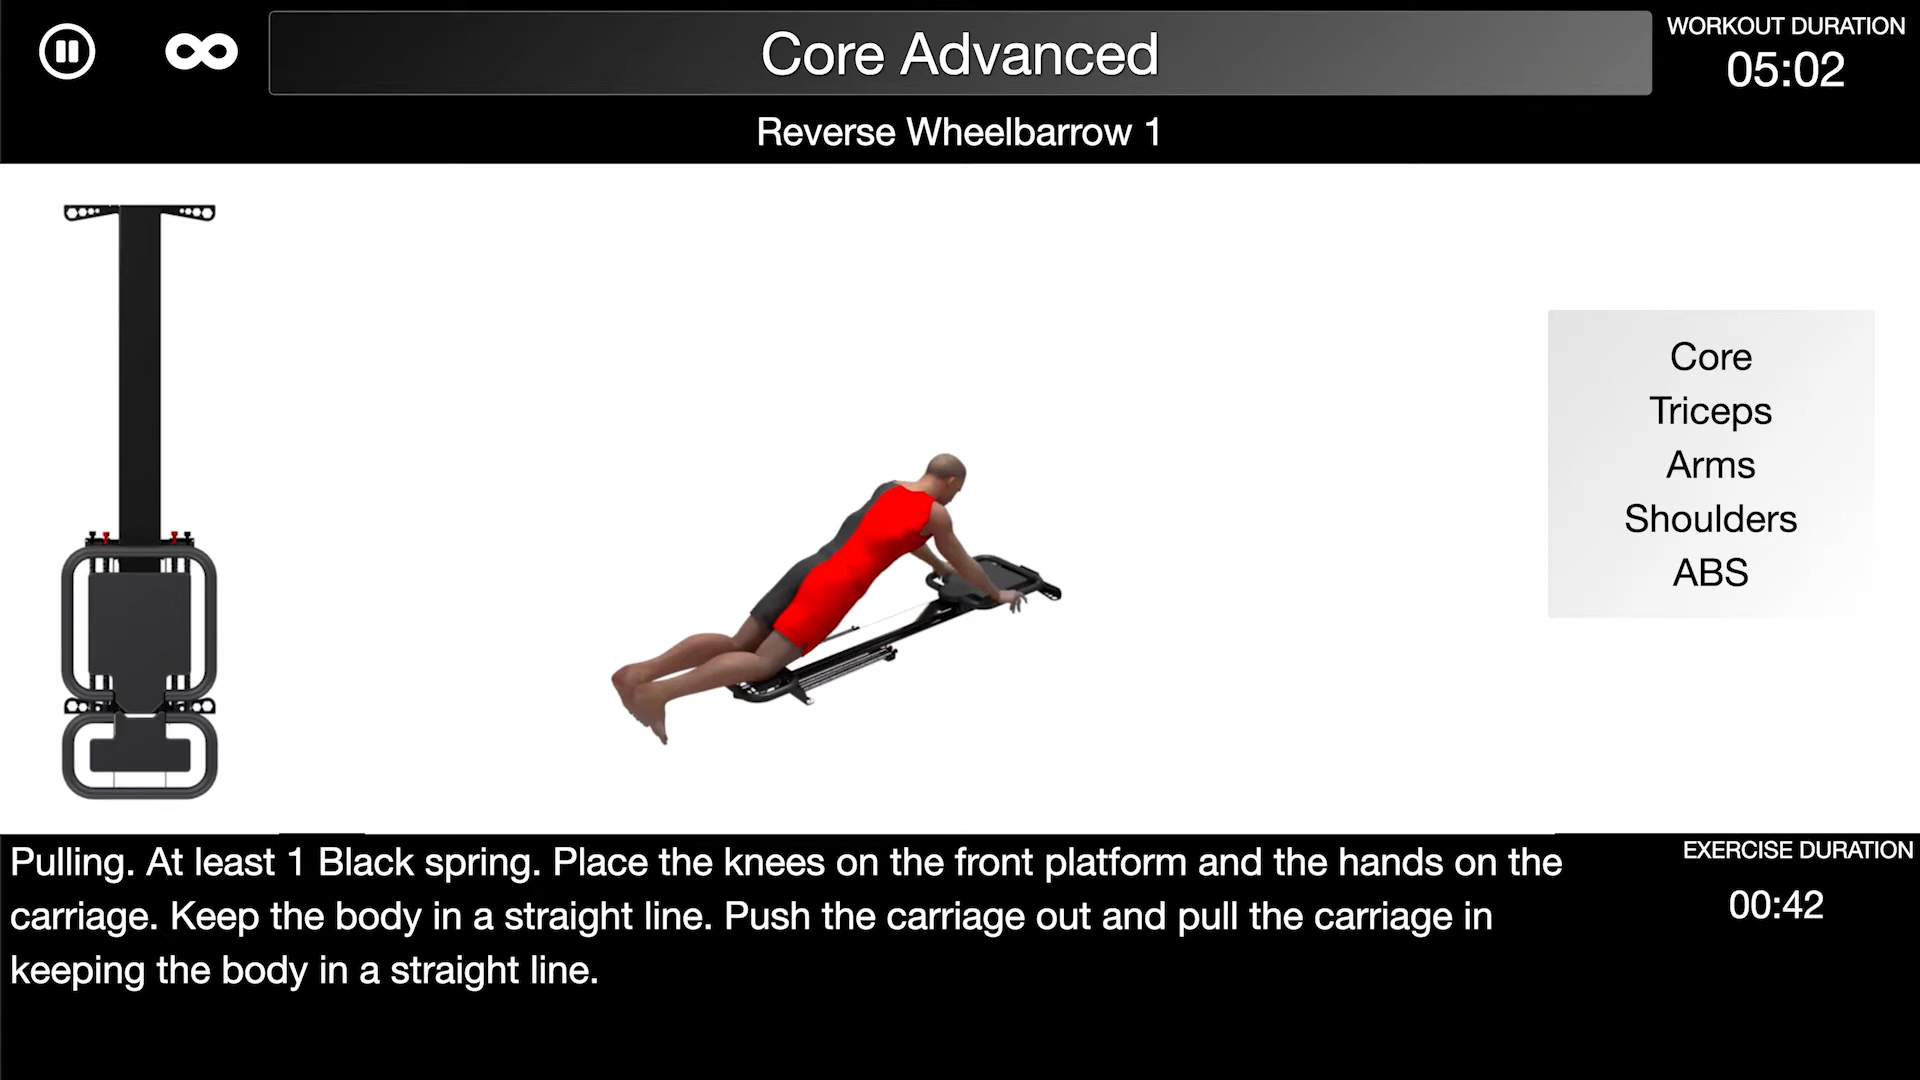 Core Advanced
WORKOUT DURATION
05:02
Reverse Wheelbarrow 1
Core
Triceps
Arms
Shoulders
ABS
Pulling. At least 1 Black spring. Place the knees on the front platform and the hands on the
carriage. Keep the body in a straight line. Push the carriage out and pull the carriage in
keeping the body in a straight line.
EXERCISE DURATION
00:42